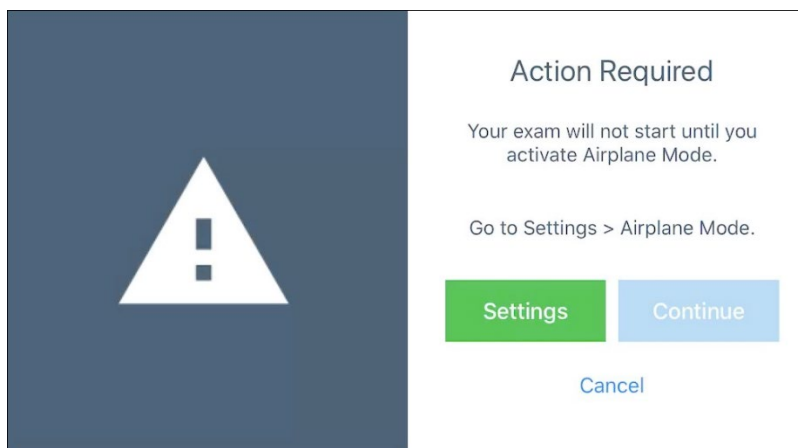 Action Required
Your exam will not start until you
activate Airplane Mode.
Go to Settings > Airplane Mode.
Settings
Continue
Cancel